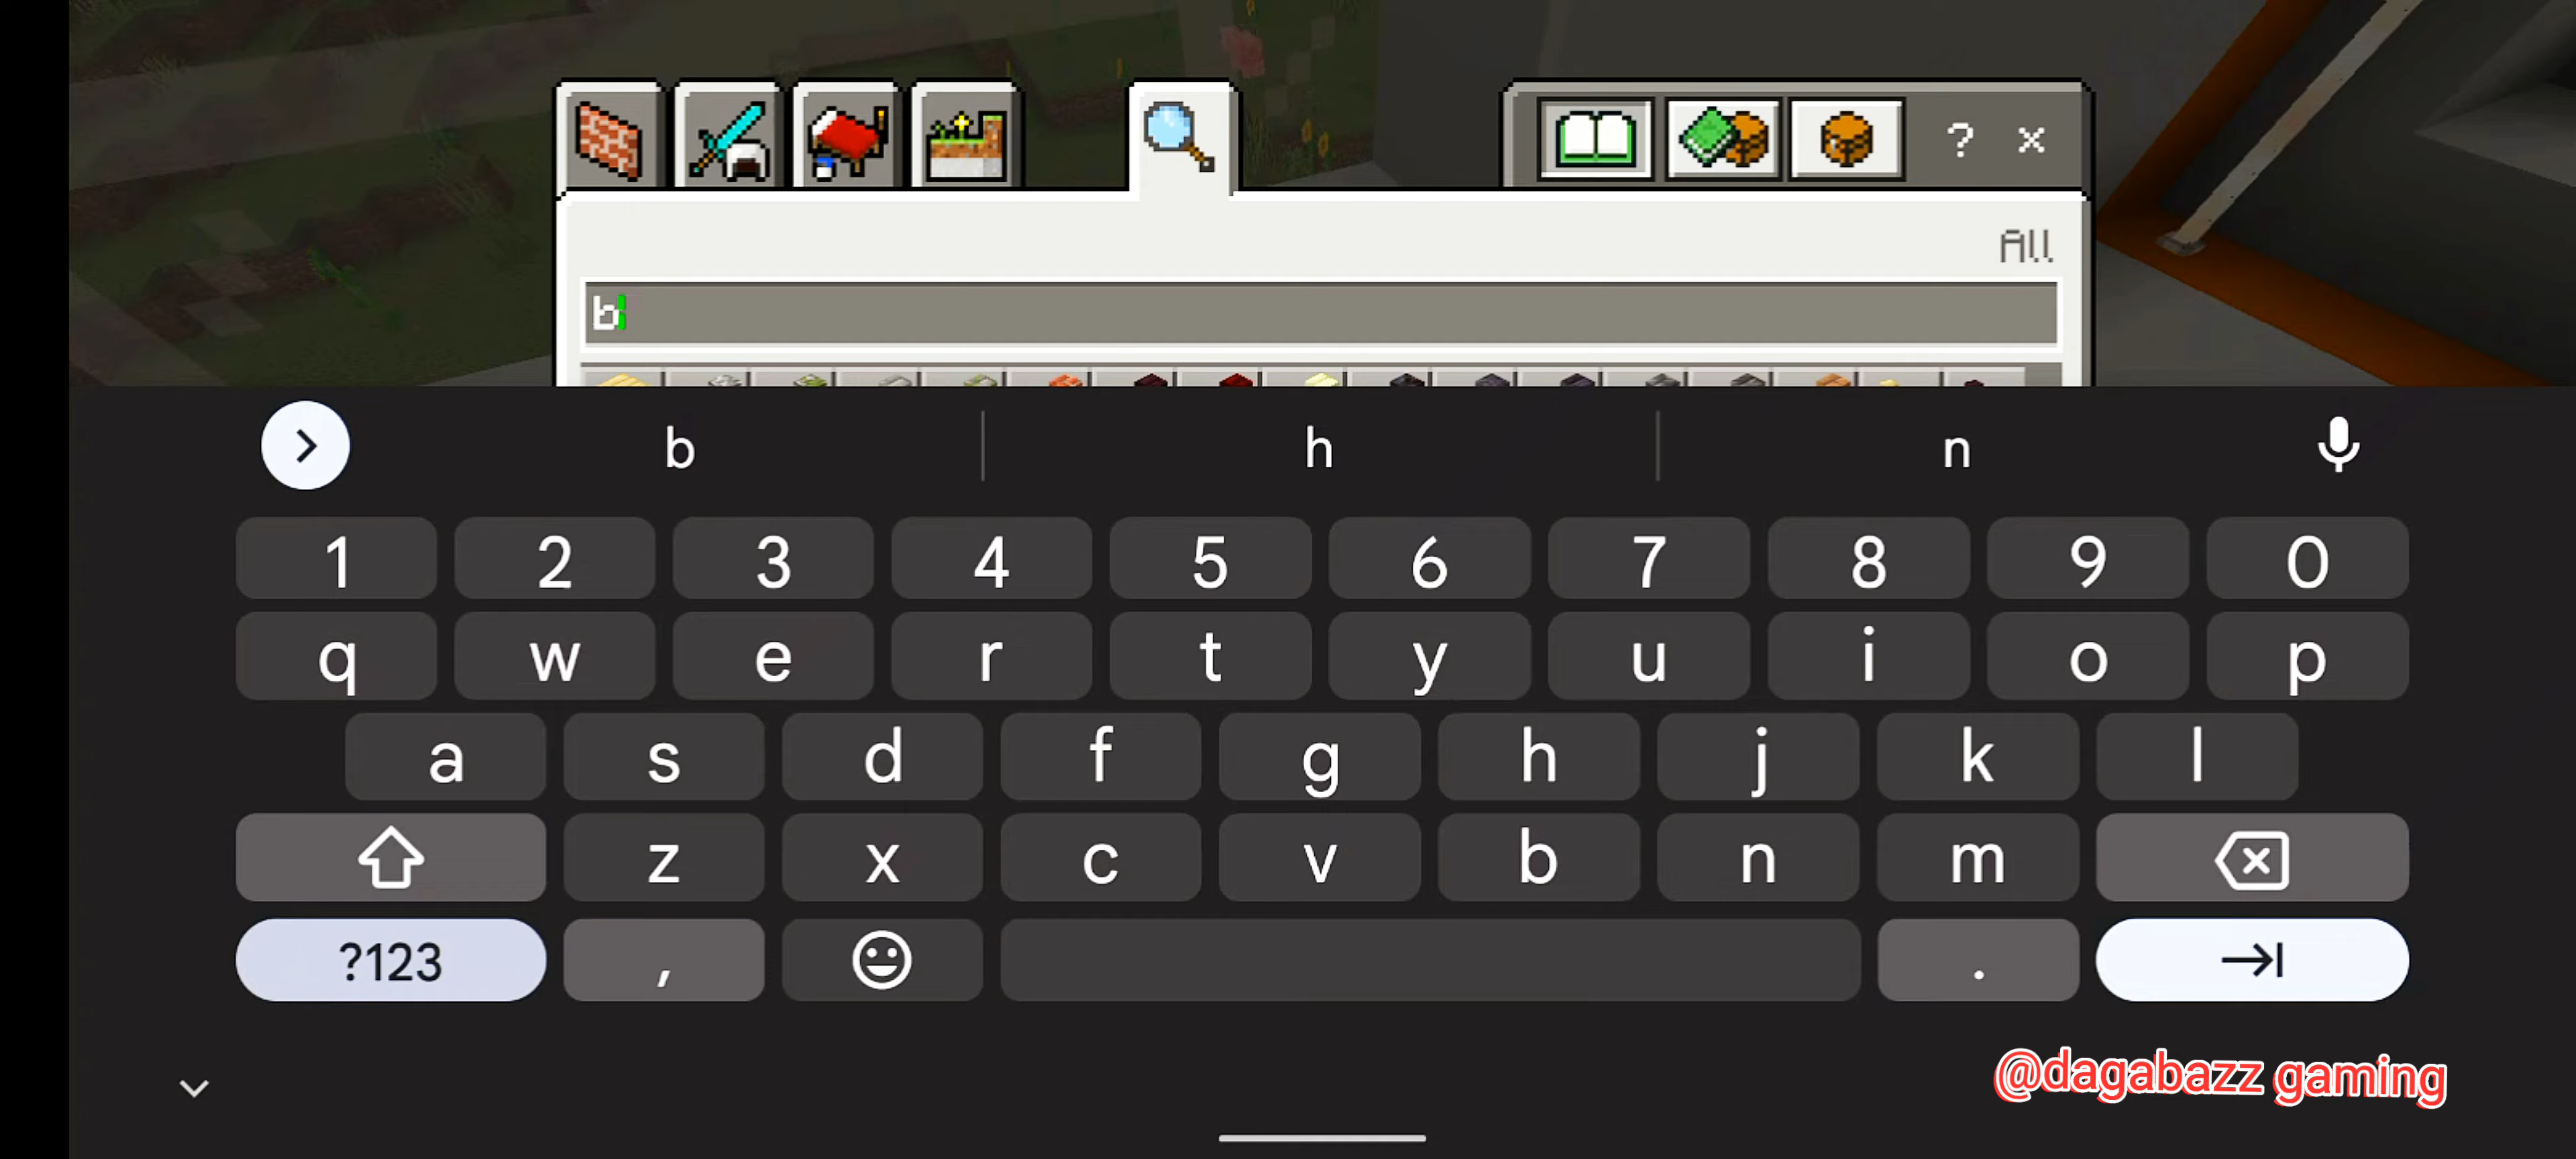 ? ×
All
b
b h n
1 2 3 4 5 6 7 8 9 0
q w e r t y u i o p
a s d f g h j k l
z x c v b n m
?123 , .
@dagabazz gaming